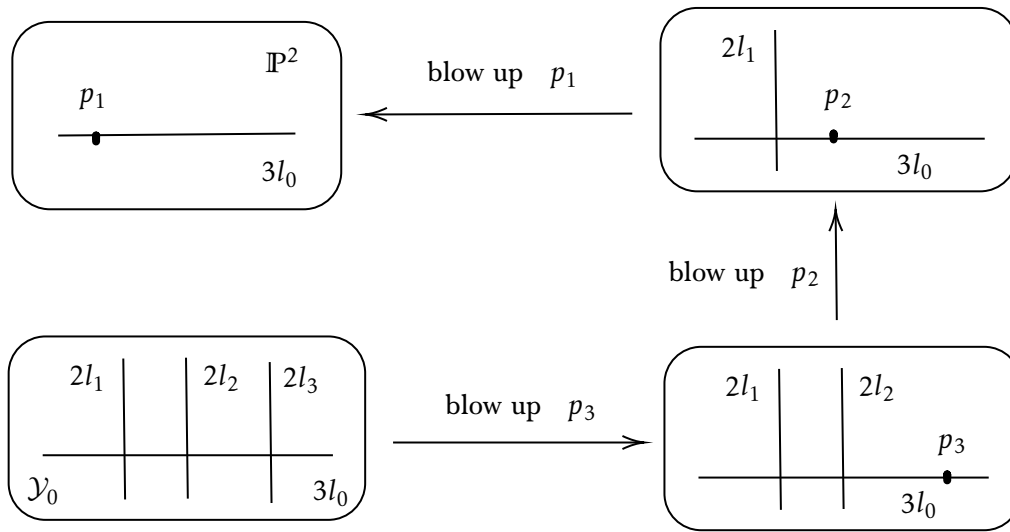 ℙ²
p₁
3l₀
blow up p₁
2l₁
p₂
3l₀
blow up p₂
2l₁ 2l₂ 2l₃
𝒴₀
3l₀
blow up p₃
2l₁ 2l₂
p₃
3l₀